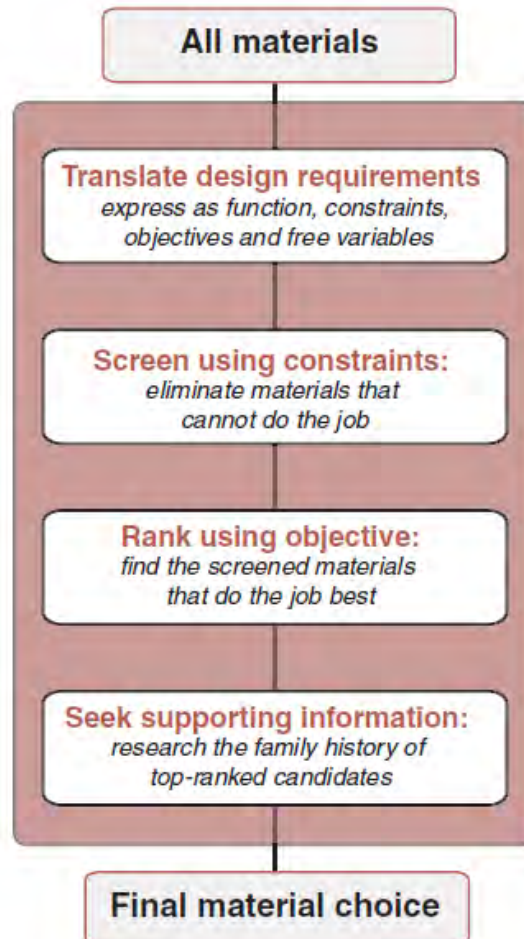 All materials
Translate design requirements
express as function, constraints,
objectives and free variables
Screen using constraints:
eliminate materials that
cannot do the job
Rank using objective:
find the screened materials
that do the job best
Seek supporting information:
research the family history of
top-ranked candidates
Final material choice